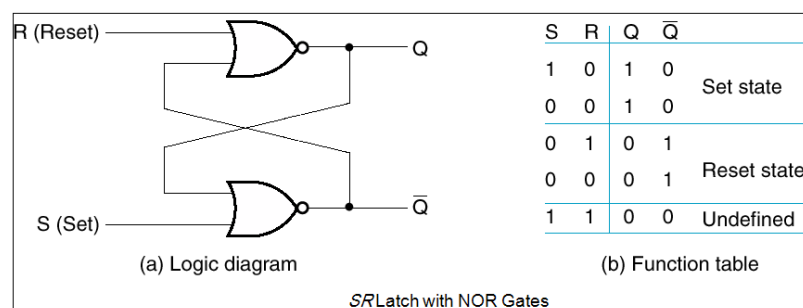 R (Reset)
Q
S (Set)
Q̅
(a) Logic diagram
S R Q Q̅
1 0 1 0
Set state
0 0 1 0
0 1 0 1
Reset state
0 0 0 1
1 1 0 0 Undefined
(b) Function table
SR Latch with NOR Gates